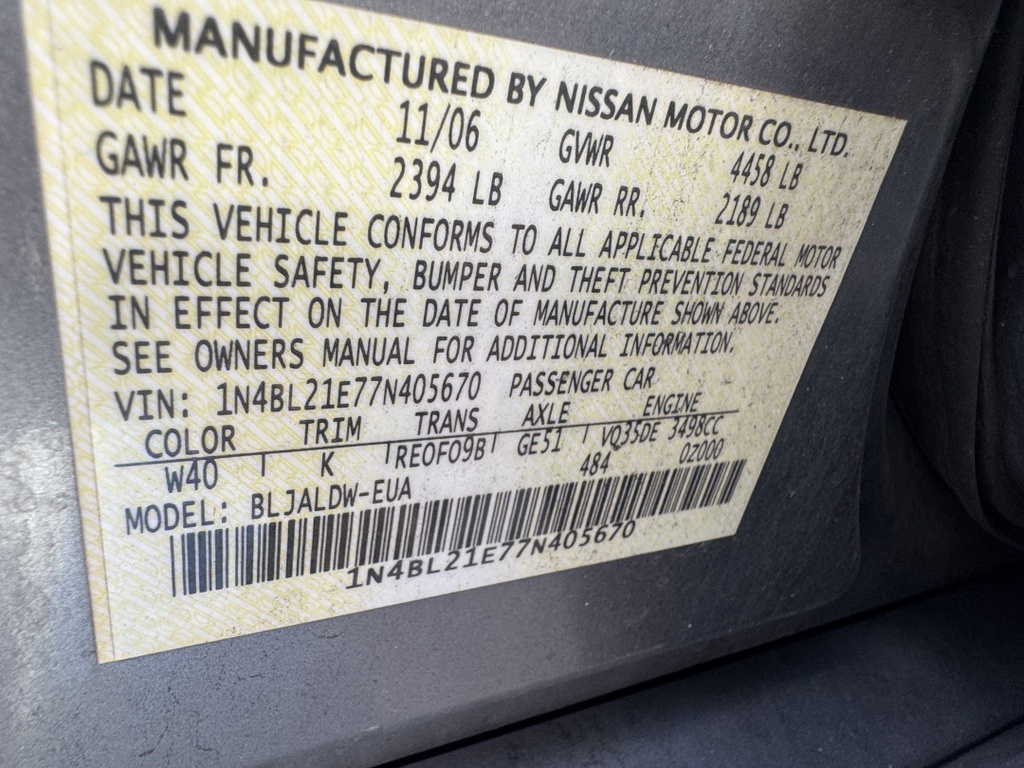 MANUFACTURED BY NISSAN MOTOR CO., LTD.
DATE 11/06 GVWR 4458 LB
GAWR FR. 2394 LB GAWR RR. 2189 LB
THIS VEHICLE CONFORMS TO ALL APPLICABLE FEDERAL MOTOR
VEHICLE SAFETY, BUMPER AND THEFT PREVENTION STANDARDS
IN EFFECT ON THE DATE OF MANUFACTURE SHOWN ABOVE.
SEE OWNERS MANUAL FOR ADDITIONAL INFORMATION.
VIN: 1N4BL21E77N405670 PASSENGER CAR
COLOR TRIM TRANS AXLE ENGINE
W40 K RE0F09B GE51 VQ35DE 3498CC
MODEL: BLJALDW-EUA 484 0Z000
1N4BL21E77N405670